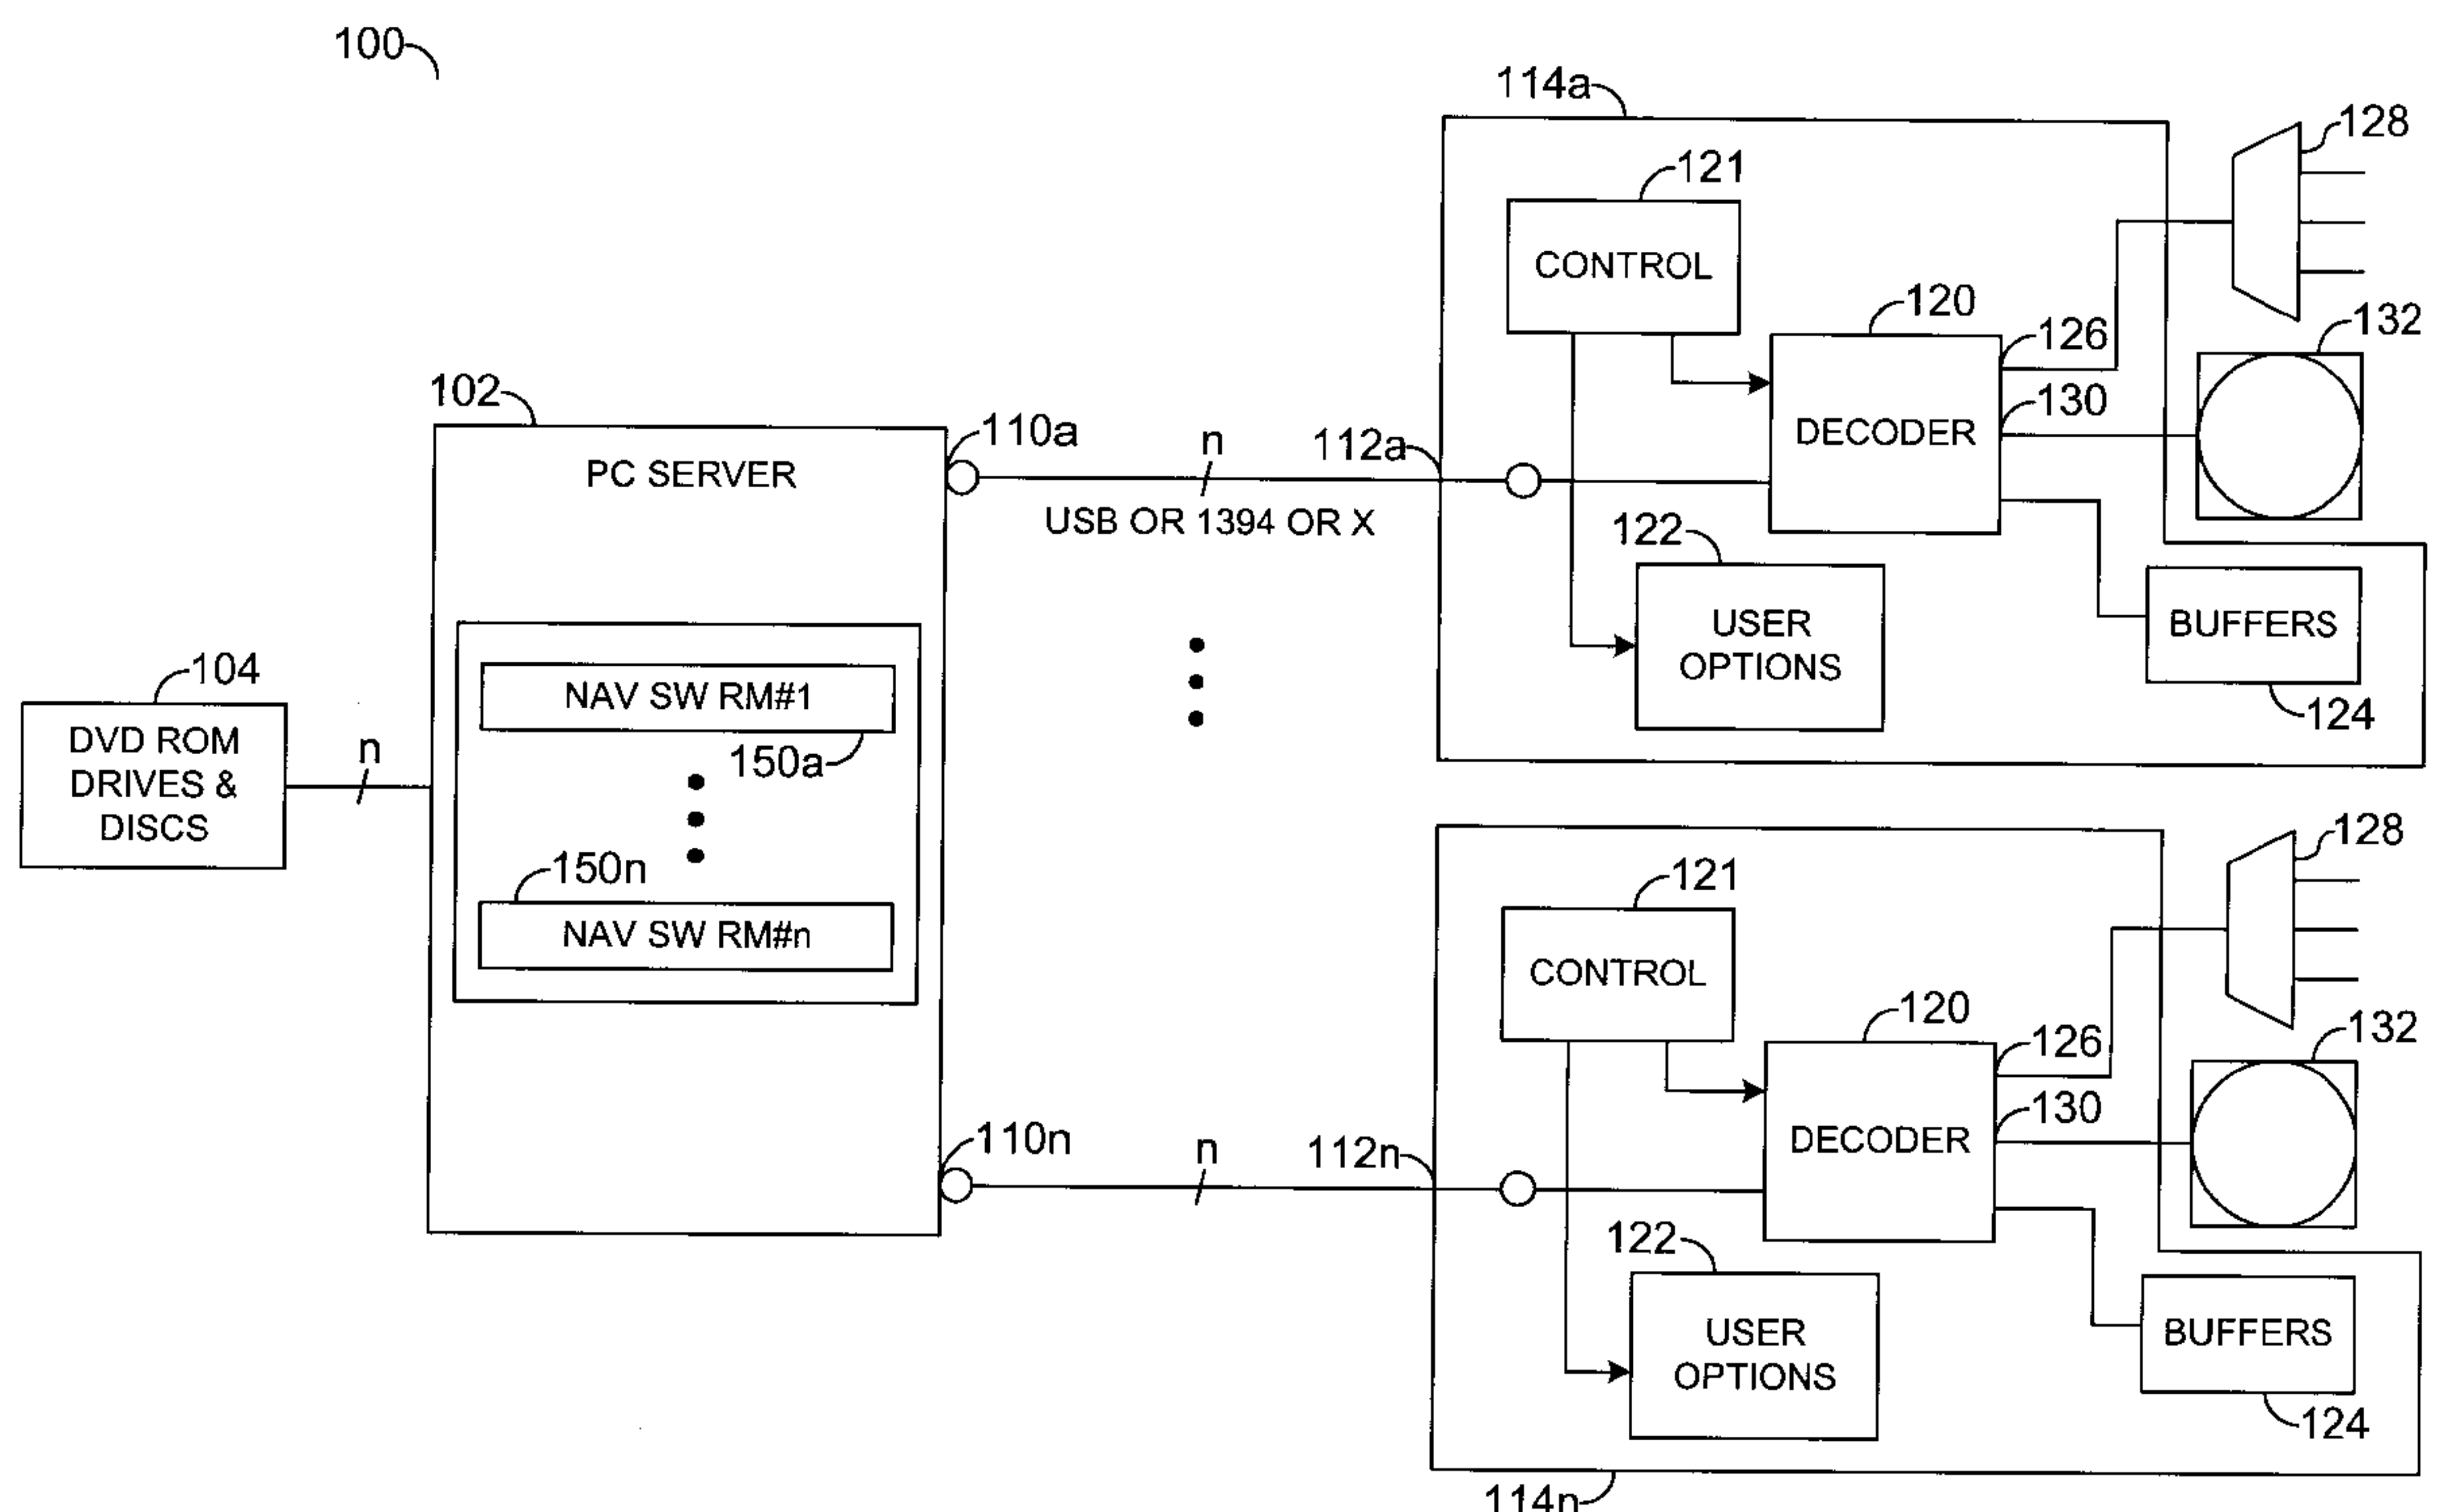 100
114a
128
121
CONTROL
120
126
132
130
DECODER
102
110a
n
112a
PC SERVER
USB OR 1394 OR X
122
USER
OPTIONS
BUFFERS
124
104
NAV SW RM#1
150a
DVD ROM
DRIVES &
DISCS
n
150n
NAV SW RM#n
128
121
CONTROL
120
126
132
130
DECODER
110n
n
112n
122
USER
OPTIONS
BUFFERS
124
114n